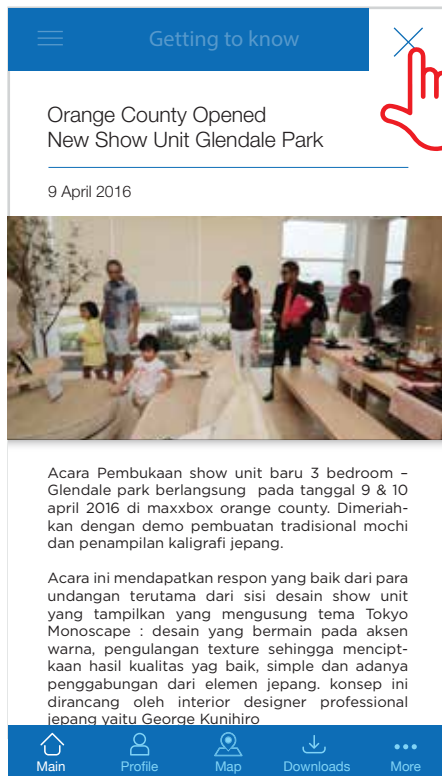 Getting to know
Orange County Opened
New Show Unit Glendale Park
9 April 2016
Acara Pembukaan show unit baru 3 bedroom –
Glendale park berlangsung pada tanggal 9 & 10
april 2016 di maxxbox orange county. Dimeriah-
kan dengan demo pembuatan tradisional mochi
dan penampilan kaligrafi jepang.
Acara ini mendapatkan respon yang baik dari para
undangan terutama dari sisi desain show unit
yang tampilkan yang mengusung tema Tokyo
Monoscape : desain yang bermain pada aksen
warna, pengulangan texture sehingga mencipt-
kaan hasil kualitas yag baik, simple dan adanya
penggabungan dari elemen jepang. konsep ini
dirancang oleh interior designer professional
jepang yaitu George Kunihiro
Main Profile Map Downloads More